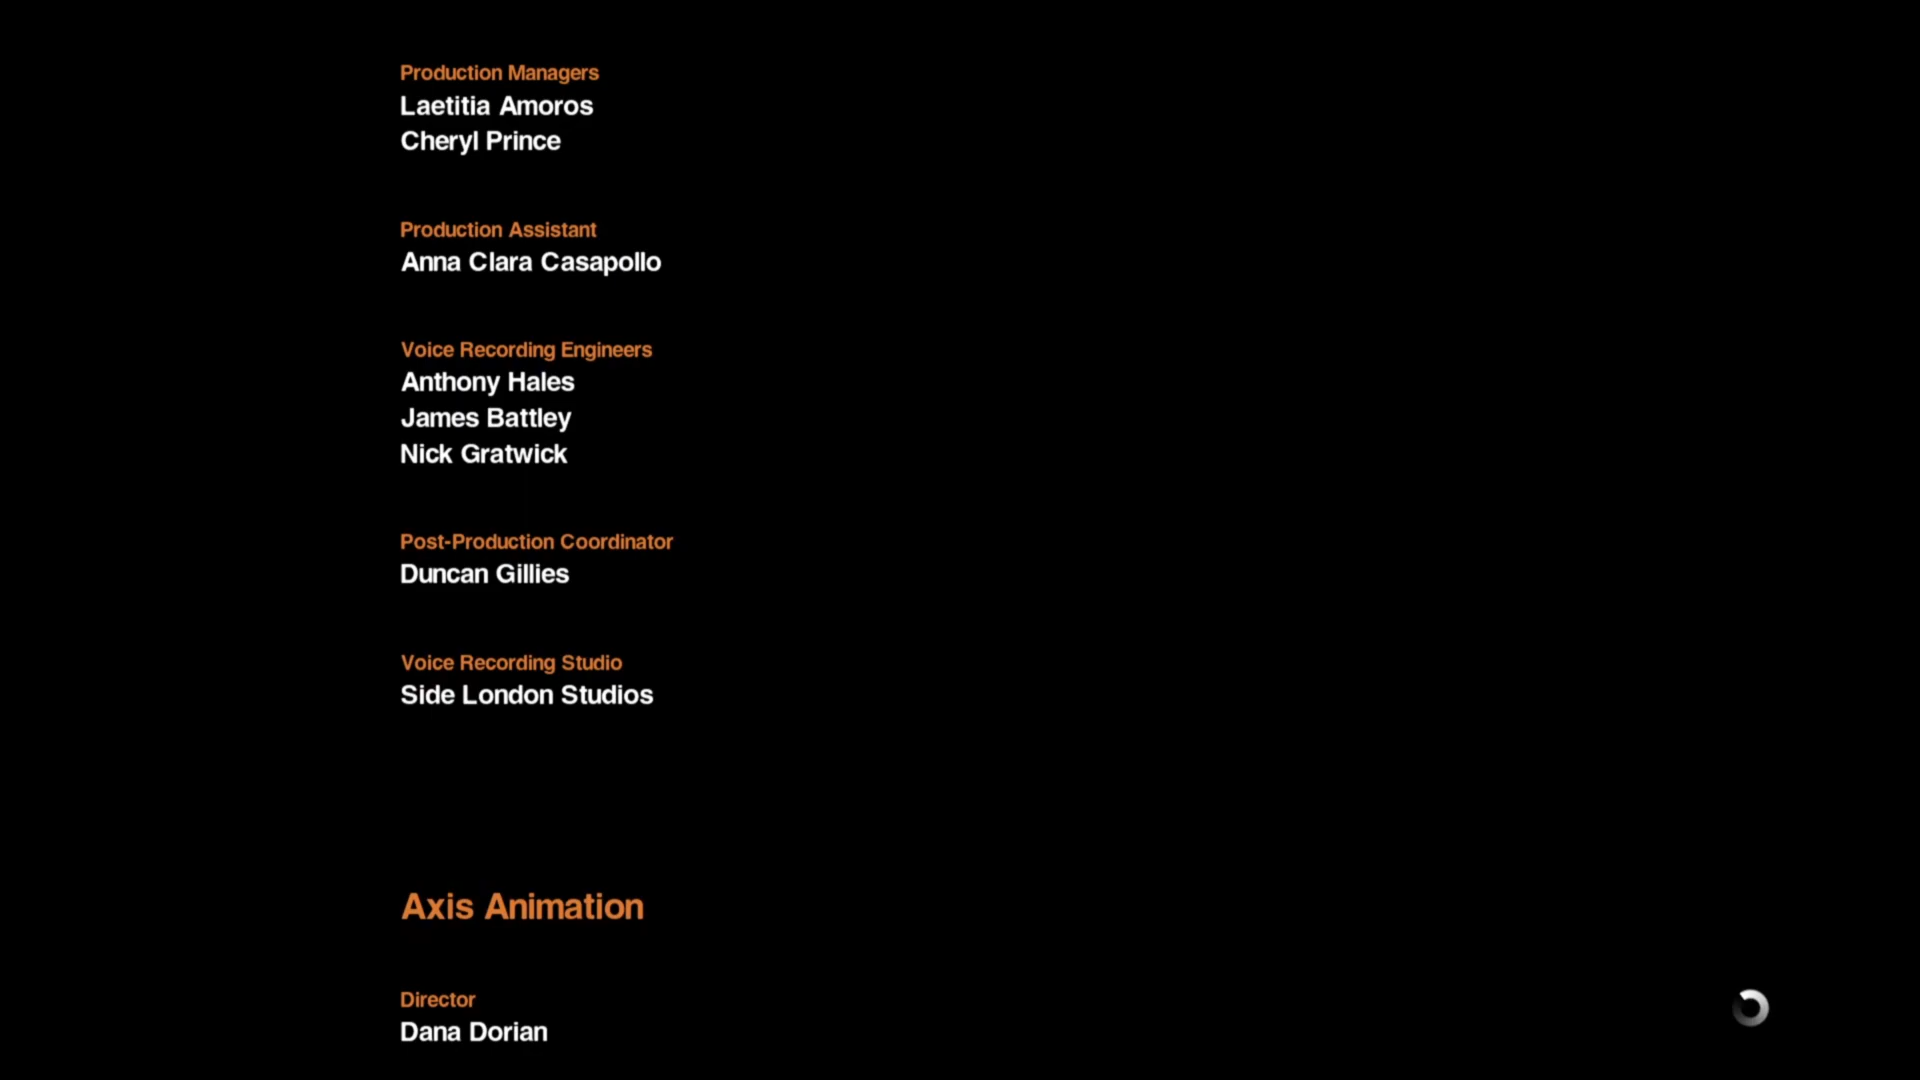 Production Managers
Laetitia Amoros
Cheryl Prince
Production Assistant
Anna Clara Casapollo
Voice Recording Engineers
Anthony Hales
James Battley
Nick Gratwick
Post-Production Coordinator
Duncan Gillies
Voice Recording Studio
Side London Studios
Axis Animation
Director
Dana Dorian